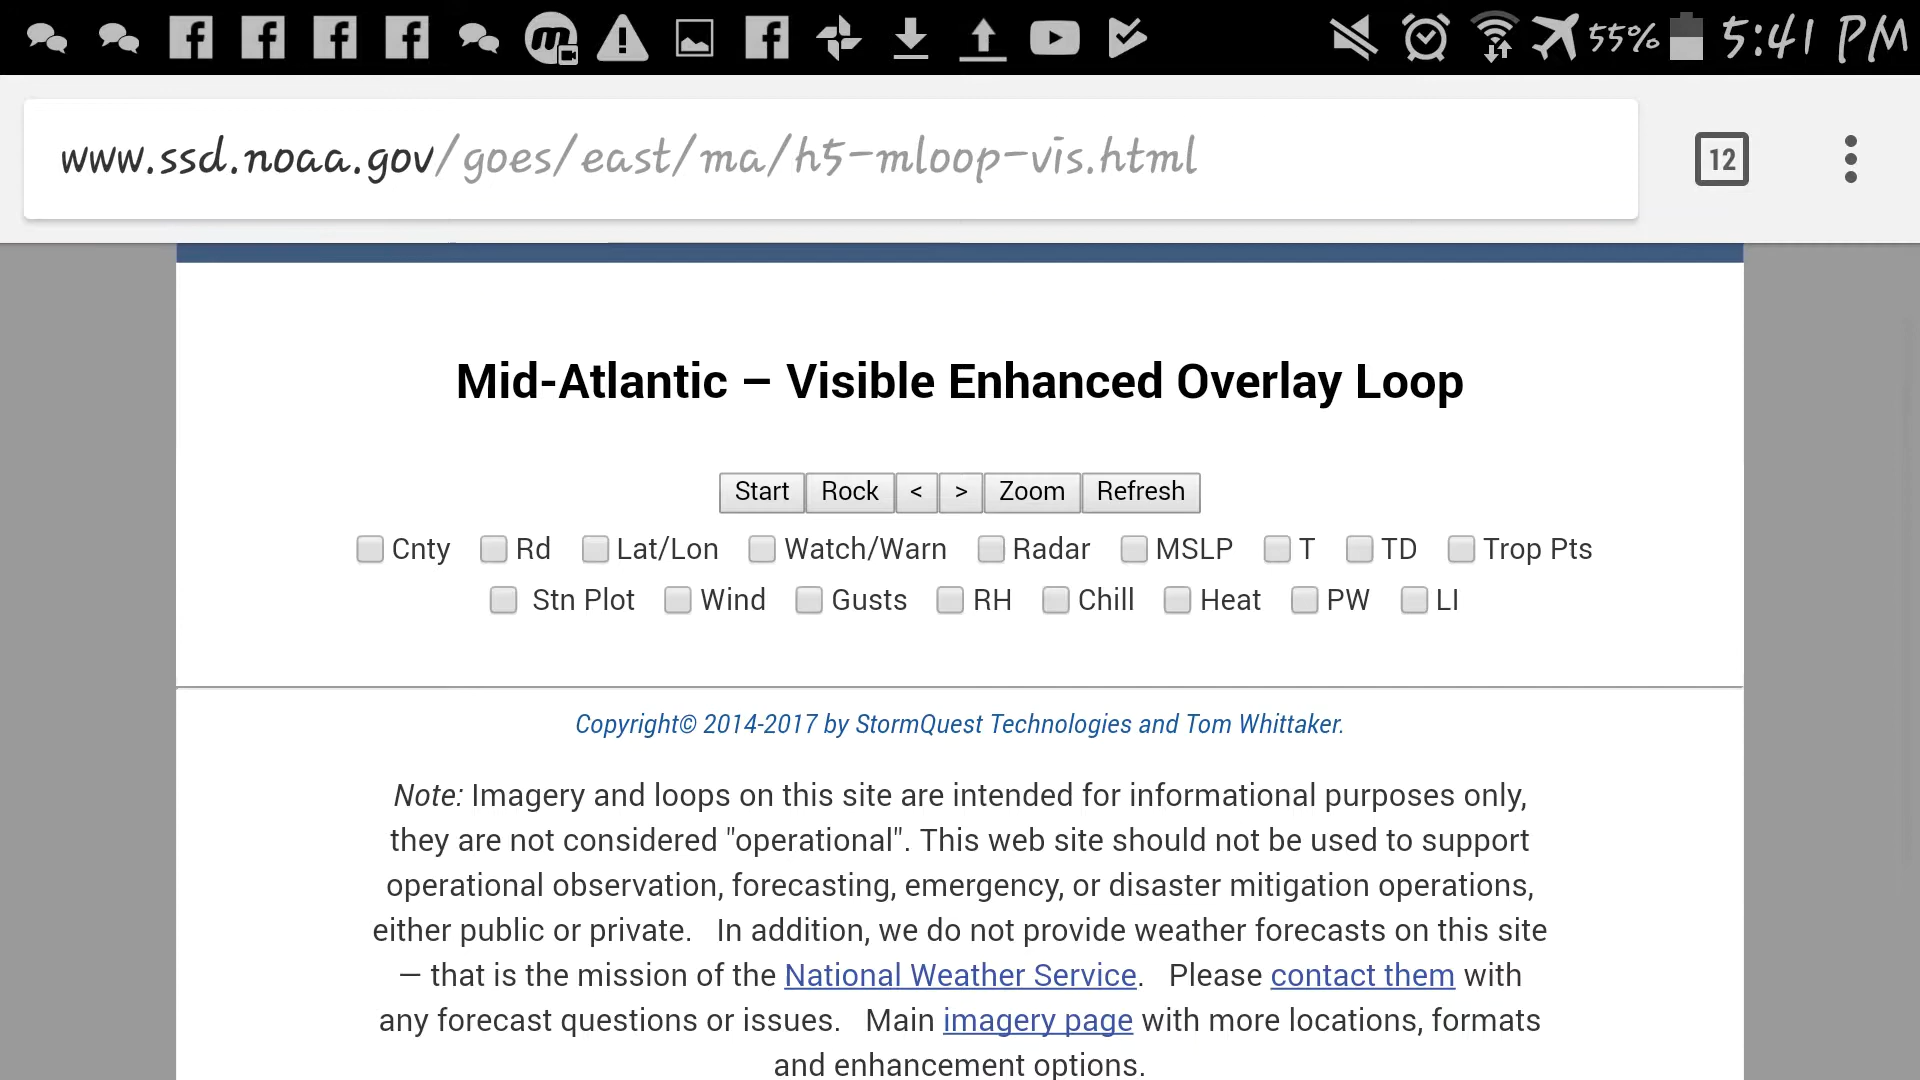 55% 5:41 PM
www.ssd.noaa.gov/goes/east/ma/h5-mloop-vis.html
12
Mid-Atlantic – Visible Enhanced Overlay Loop
Start Rock < > Zoom Refresh
Cnty Rd Lat/Lon Watch/Warn Radar MSLP T TD Trop Pts
Stn Plot Wind Gusts RH Chill Heat PW LI
Copyright© 2014-2017 by StormQuest Technologies and Tom Whittaker.
Note: Imagery and loops on this site are intended for informational purposes only,
they are not considered "operational". This web site should not be used to support
operational observation, forecasting, emergency, or disaster mitigation operations,
either public or private. In addition, we do not provide weather forecasts on this site
— that is the mission of the National Weather Service. Please contact them with
any forecast questions or issues. Main imagery page with more locations, formats
and enhancement options.